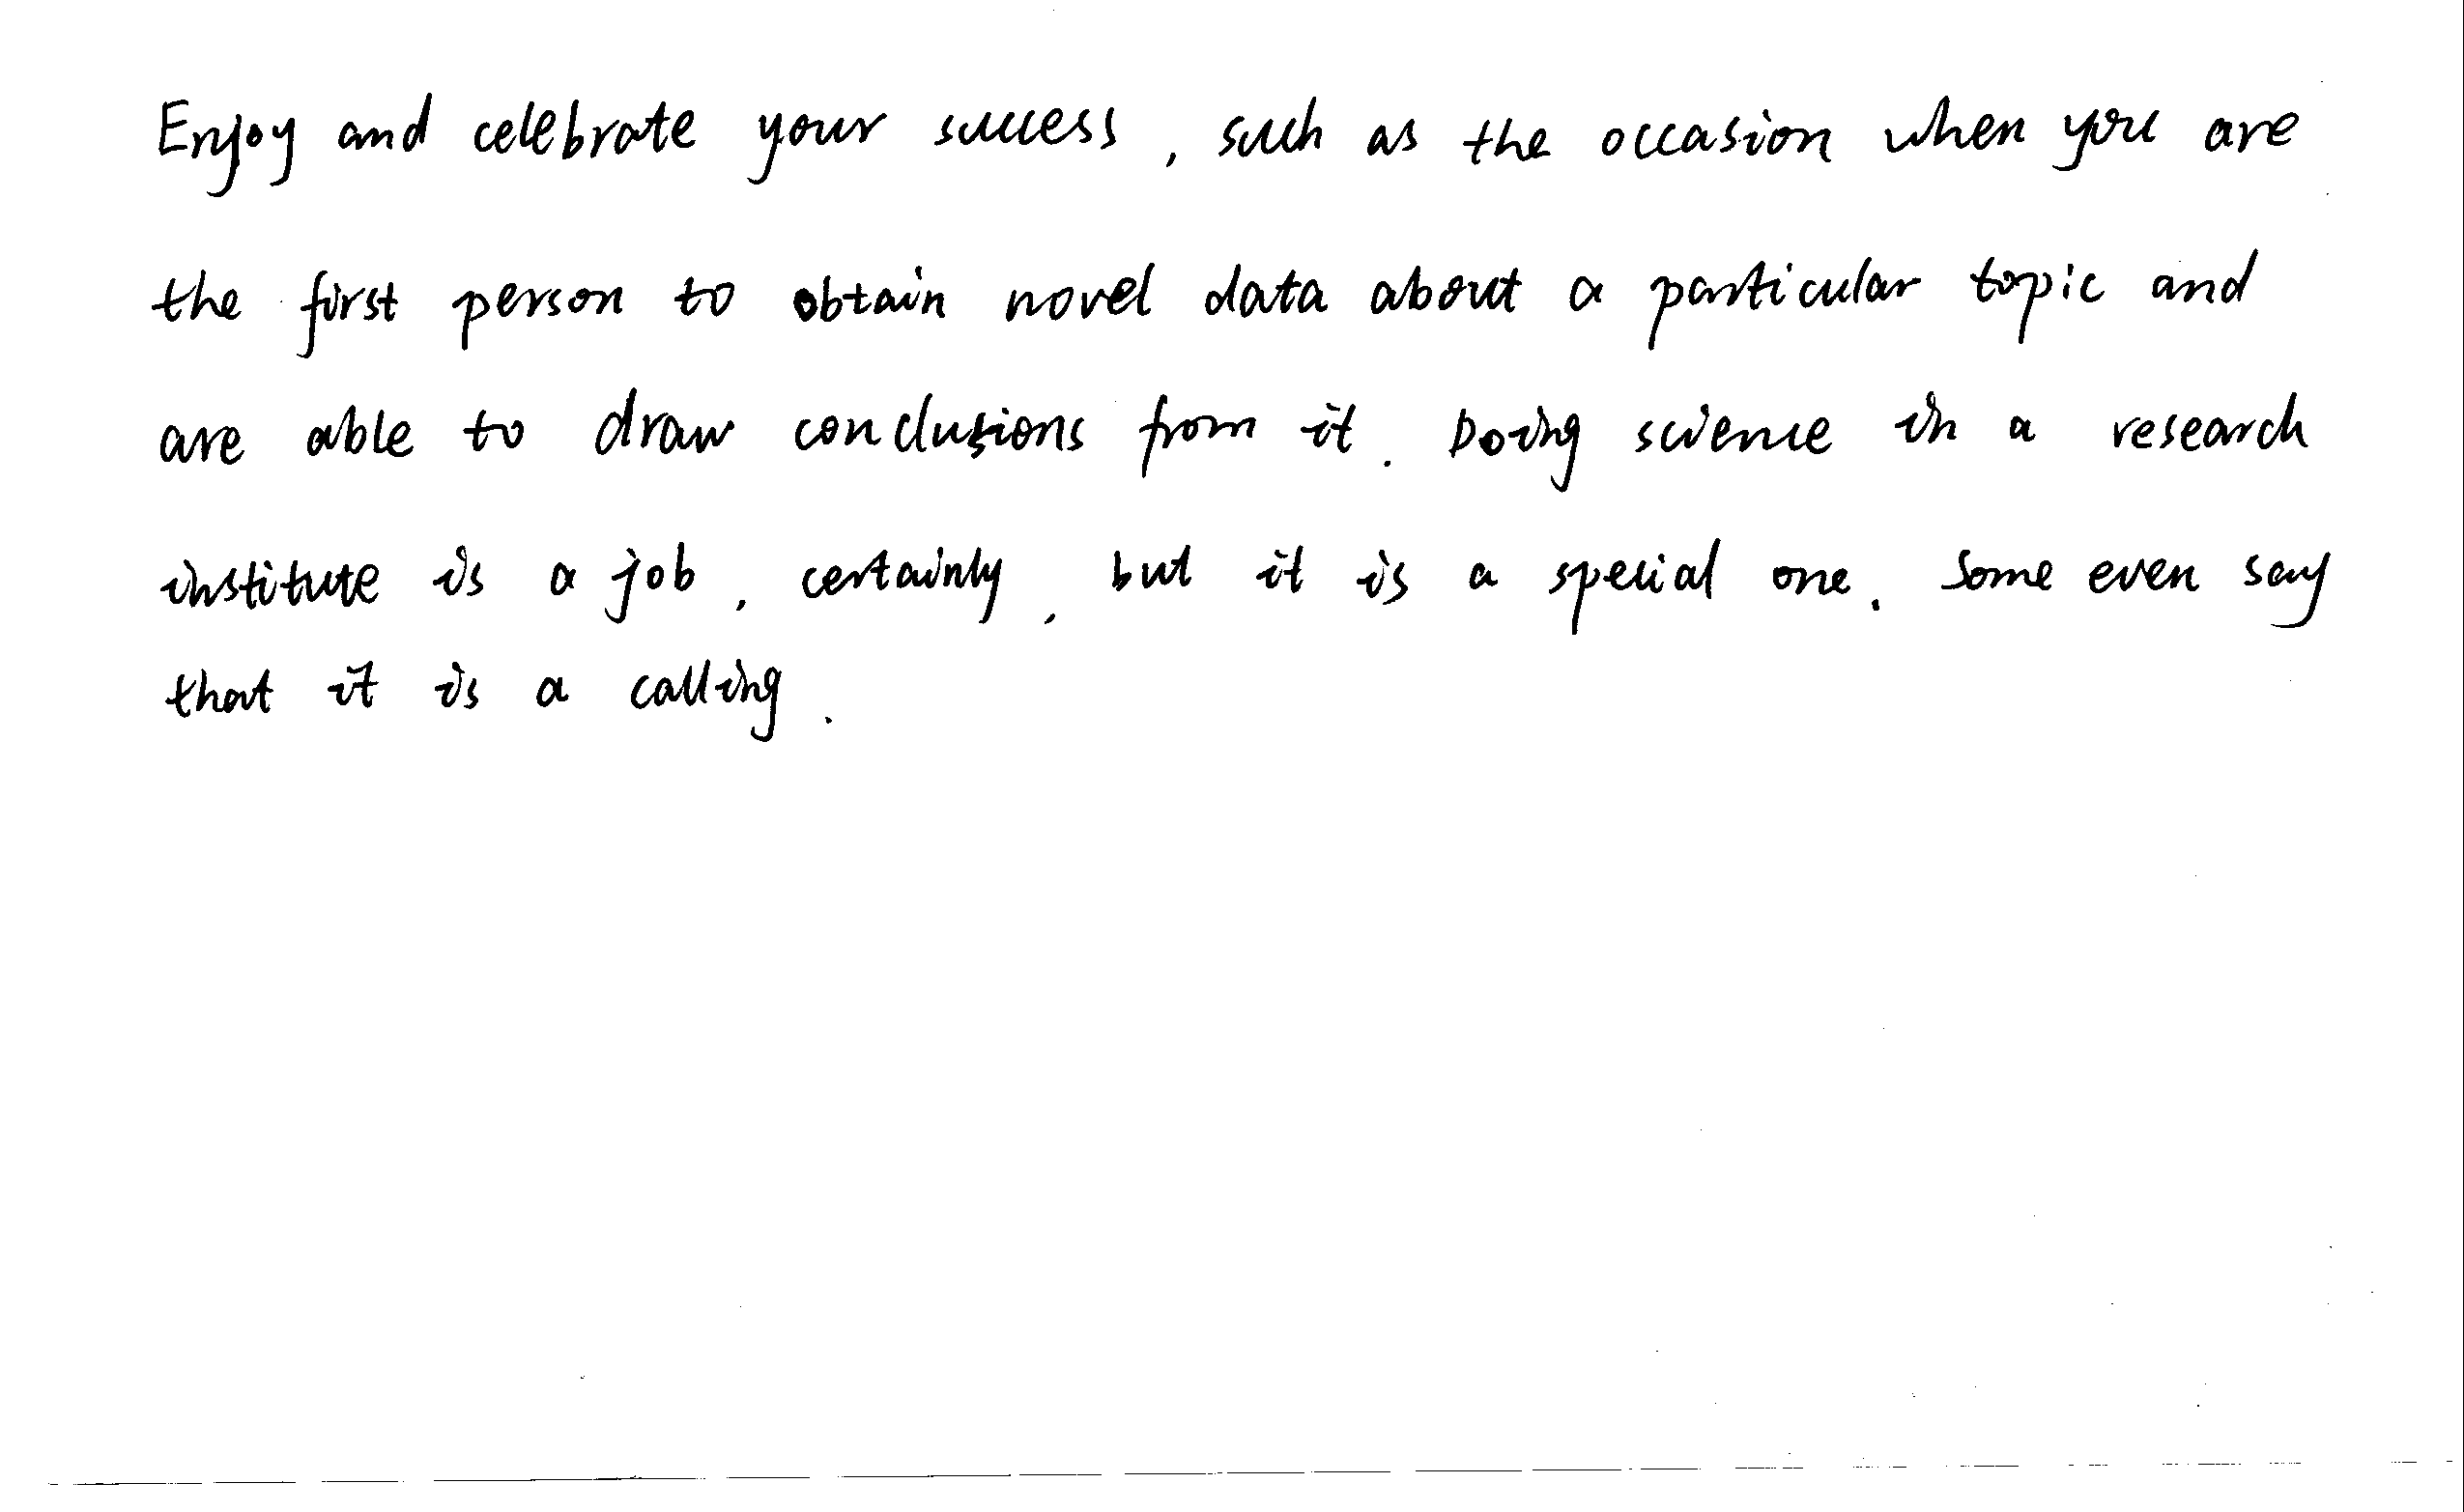 Enjoy and celebrate your success, such as the occasion when you are
the first person to obtain novel data about a particular topic and
are able to draw conclusions from it. Doing science in a research
institute is a job, certainly, but it is a special one. Some even say
that it is a calling.